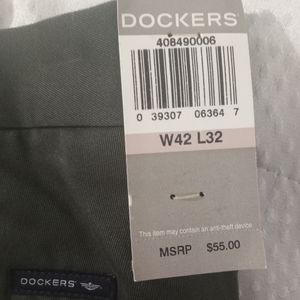 DOCKERS
408490006
0 39307 06364 7
W42 L32
This item may contain an anti-theft device
MSRP $55.00
DOCKERS